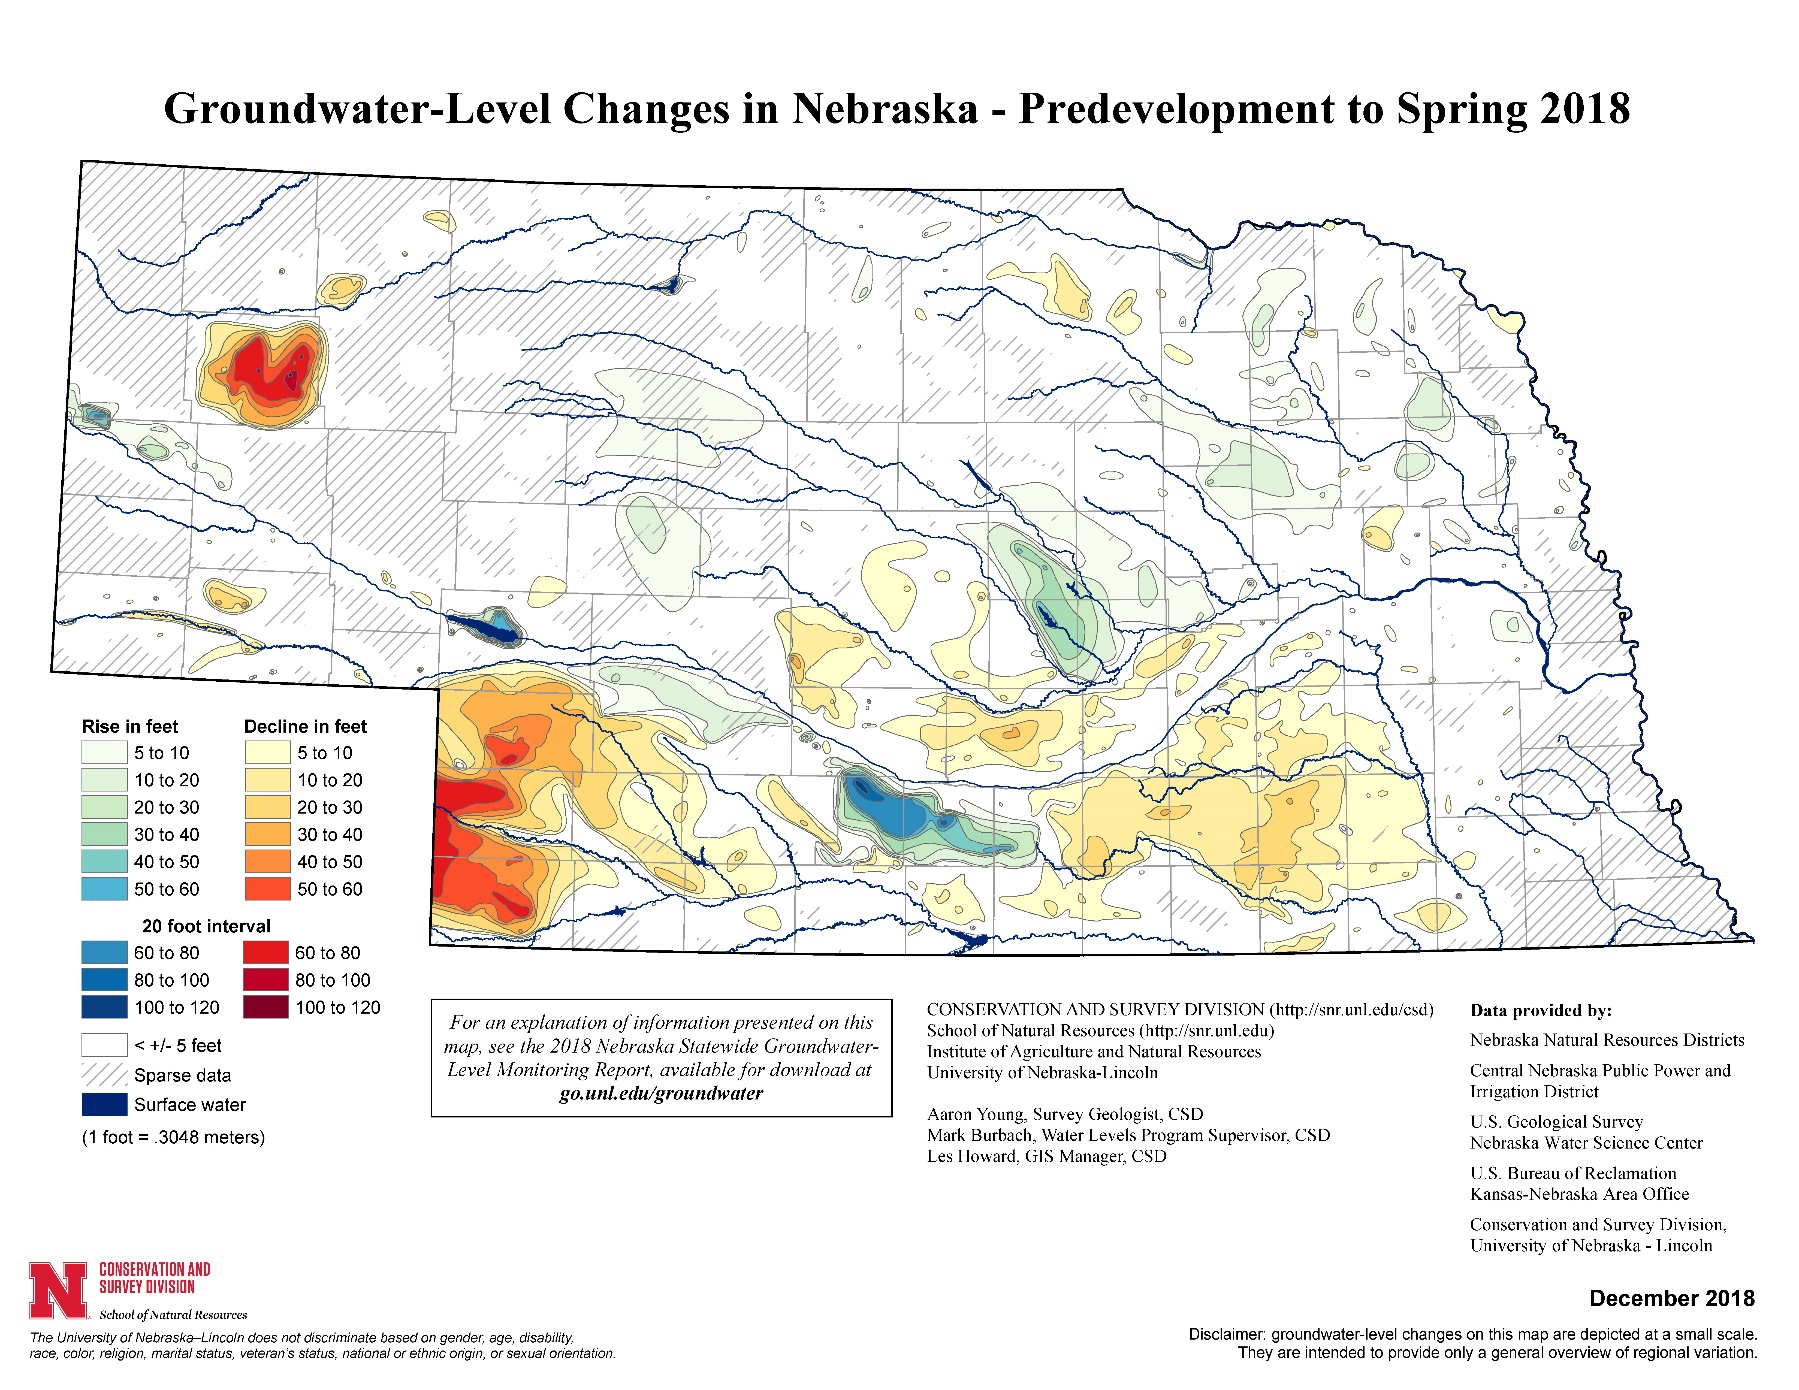 Groundwater-Level Changes in Nebraska - Predevelopment to Spring 2018
Rise in feet
5 to 10
10 to 20
20 to 30
30 to 40
40 to 50
50 to 60
Decline in feet
5 to 10
10 to 20
20 to 30
30 to 40
40 to 50
50 to 60
20 foot interval
60 to 80
80 to 100
100 to 120
60 to 80
80 to 100
100 to 120
< +/- 5 feet
Sparse data
Surface water
(1 foot = .3048 meters)
For an explanation of information presented on this
map, see the 2018 Nebraska Statewide Groundwater-
Level Monitoring Report, available for download at
go.unl.edu/groundwater
CONSERVATION AND SURVEY DIVISION (http://snr.unl.edu/csd)
School of Natural Resources (http://snr.unl.edu)
Institute of Agriculture and Natural Resources
University of Nebraska-Lincoln
Aaron Young, Survey Geologist, CSD
Mark Burbach, Water Levels Program Supervisor, CSD
Les Howard, GIS Manager, CSD
Data provided by:
Nebraska Natural Resources Districts
Central Nebraska Public Power and
Irrigation District
U.S. Geological Survey
Nebraska Water Science Center
U.S. Bureau of Reclamation
Kansas-Nebraska Area Office
Conservation and Survey Division,
University of Nebraska - Lincoln
N
CONSERVATION AND
SURVEY DIVISION
School of Natural Resources
The University of Nebraska–Lincoln does not discriminate based on gender, age, disability,
race, color, religion, marital status, veteran's status, national or ethnic origin, or sexual orientation.
December 2018
Disclaimer: groundwater-level changes on this map are depicted at a small scale.
They are intended to provide only a general overview of regional variation.